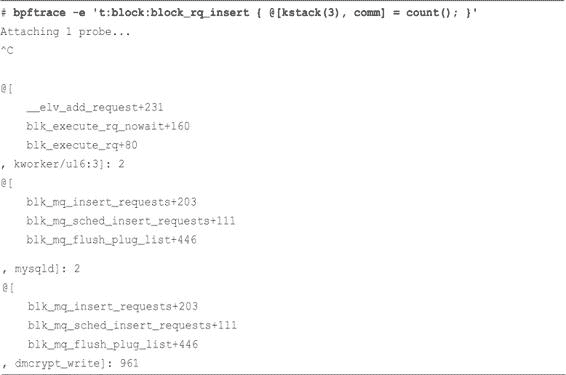 # bpftrace -e 't:block:block_rq_insert { @[kstack(3), comm] = count(); }'
Attaching 1 probe...
^C
@[
__elv_add_request+231
blk_execute_rq_nowait+160
blk_execute_rq+80
, kworker/u16:3]: 2
@[
blk_mq_insert_requests+203
blk_mq_sched_insert_requests+111
blk_mq_flush_plug_list+446
, mysqld]: 2
@[
blk_mq_insert_requests+203
blk_mq_sched_insert_requests+111
blk_mq_flush_plug_list+446
, dmcrypt_write]: 961